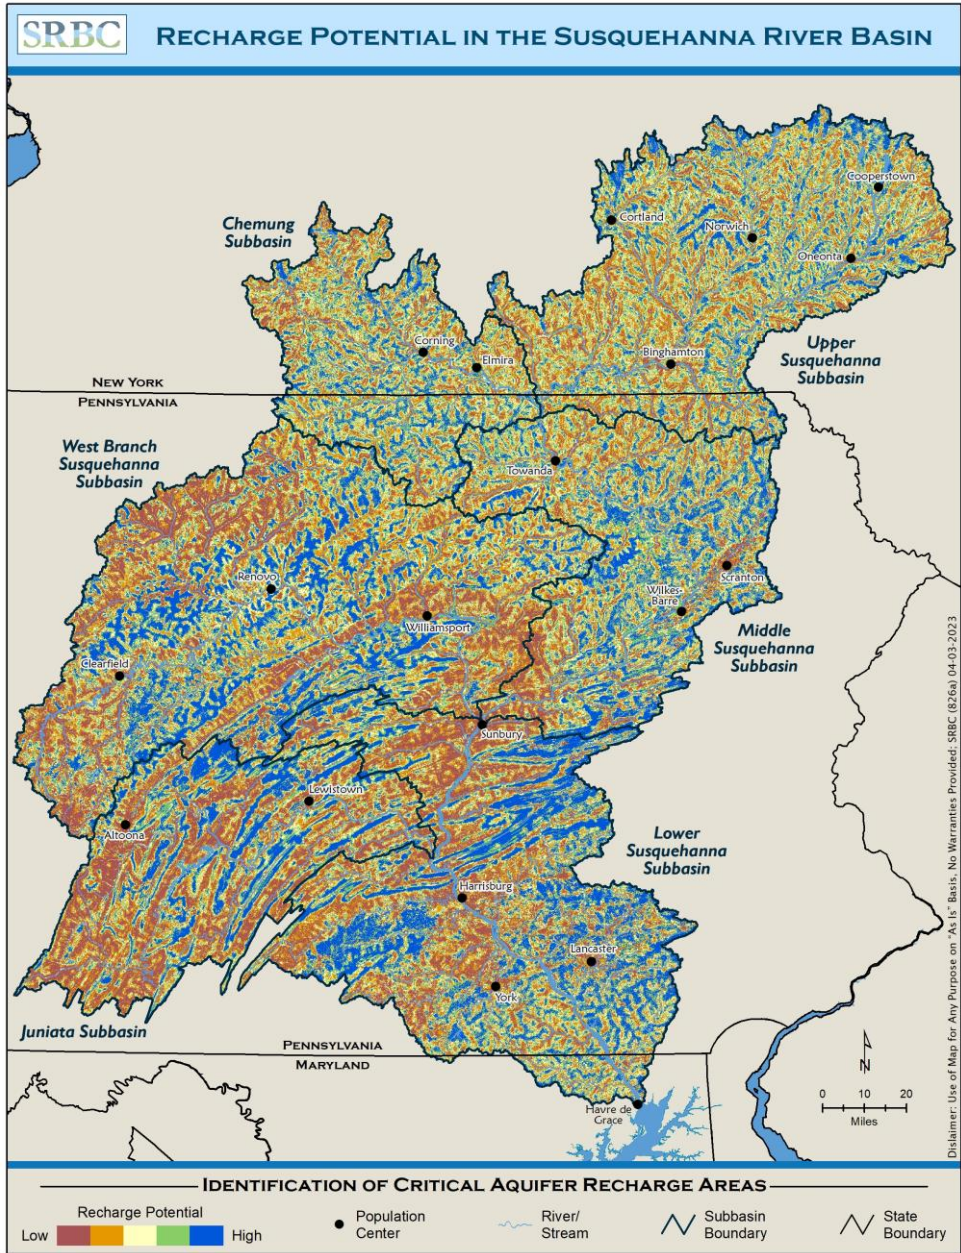 SRBC
RECHARGE POTENTIAL IN THE SUSQUEHANNA RIVER BASIN
Cooperstown
Chemung
Subbasin
Cortland
Norwich
Oneonta
Corning
Elmira
Binghamton
Upper
Susquehanna
Subbasin
NEW YORK
PENNSYLVANIA
West Branch
Susquehanna
Subbasin
Towanda
Renovo
Scranton
Wilkes-
Barre
Williamsport
Middle
Susquehanna
Subbasin
Clearfield
Sunbury
Lewistown
Altoona
Lower
Susquehanna
Subbasin
Harrisburg
Lancaster
York
Juniata Subbasin
PENNSYLVANIA
MARYLAND
Havre de
Grace
N
0 10 20
Miles
Dislaimer: Use of Map for Any Purpose on "As Is" Basis, No Warranties Provided; SRBC (826a) 04-03-2023
IDENTIFICATION OF CRITICAL AQUIFER RECHARGE AREAS
Recharge Potential
Low High
Population
Center
River/
Stream
Subbasin
Boundary
State
Boundary